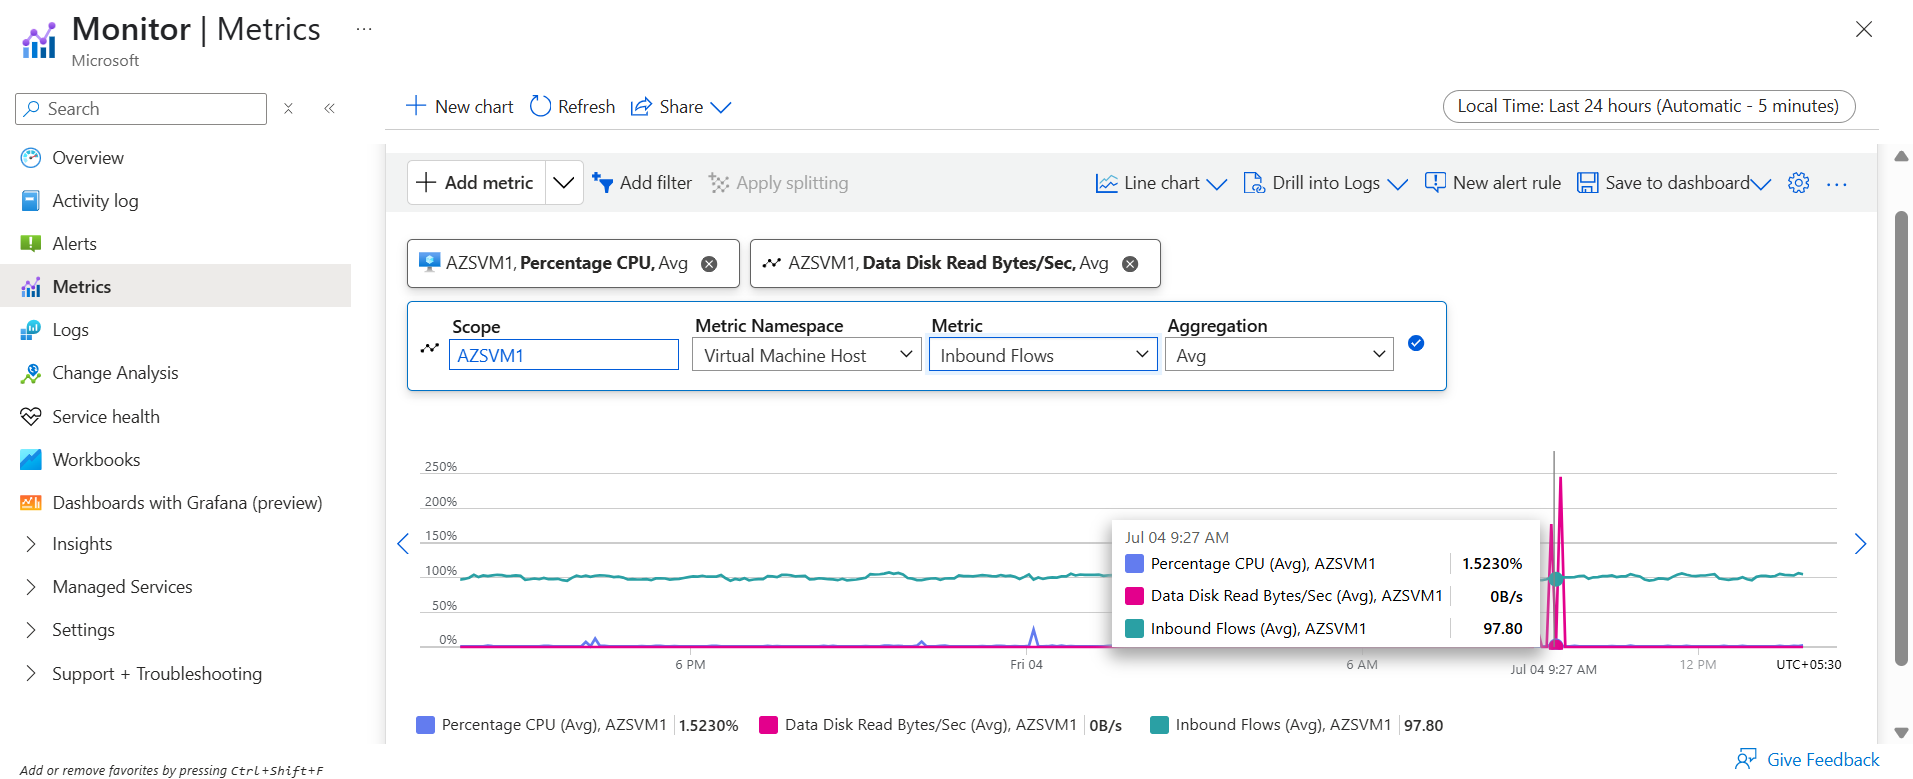 Monitor | Metrics ...
Microsoft
Search
Overview
Activity log
Alerts
Metrics
Logs
Change Analysis
Service health
Workbooks
Dashboards with Grafana (preview)
Insights
Managed Services
Settings
Support + Troubleshooting
Add or remove favorites by pressing Ctrl+Shift+F
New chart Refresh Share
Local Time: Last 24 hours (Automatic - 5 minutes)
Add metric Add filter Apply splitting Line chart Drill into Logs New alert rule Save to dashboard ...
AZSVM1, Percentage CPU, Avg
AZSVM1, Data Disk Read Bytes/Sec, Avg
Scope Metric Namespace Metric Aggregation
AZSVM1 Virtual Machine Host Inbound Flows Avg
250%
200%
150%
100%
50%
0%
Jul 04 9:27 AM
Percentage CPU (Avg), AZSVM1 1.5230%
Data Disk Read Bytes/Sec (Avg), AZSVM1 0B/s
Inbound Flows (Avg), AZSVM1 97.80
6 PM Fri 04 6 AM Jul 04 9:27 AM 12 PM UTC+05:30
Percentage CPU (Avg), AZSVM1 1.5230% Data Disk Read Bytes/Sec (Avg), AZSVM1 0B/s Inbound Flows (Avg), AZSVM1 97.80
Give Feedback